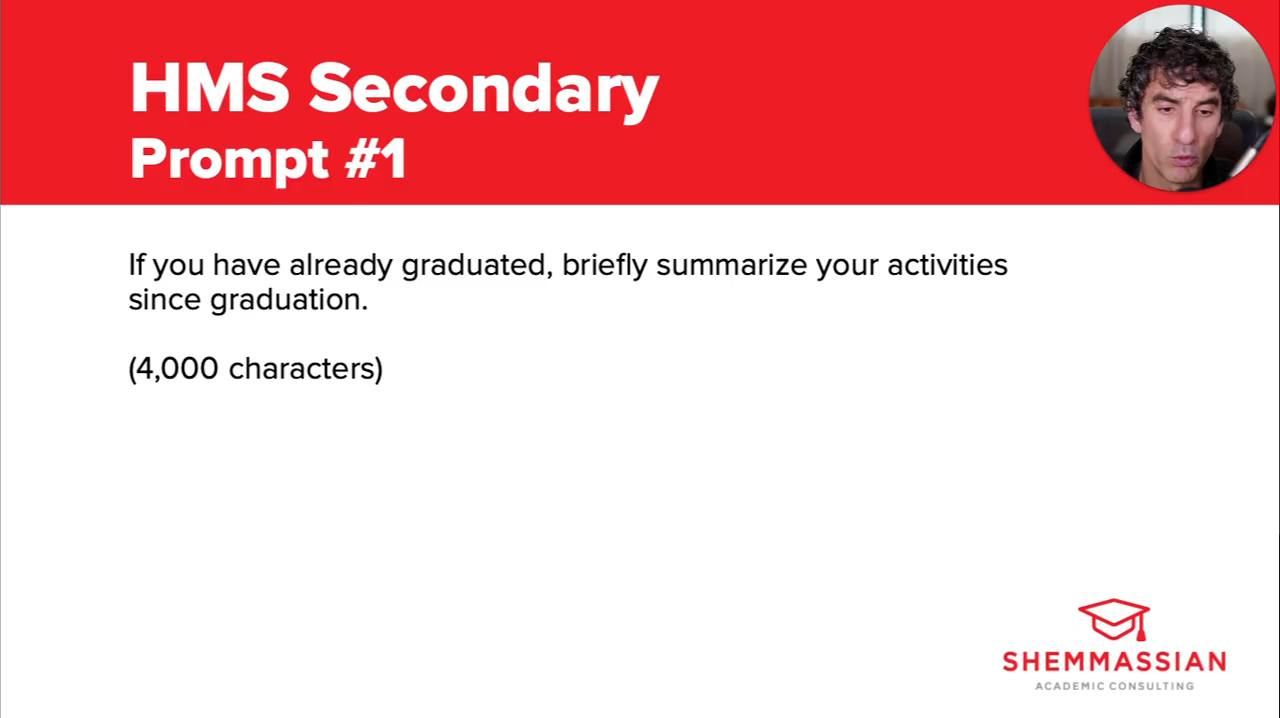 HMS Secondary
Prompt #1
If you have already graduated, briefly summarize your activities
since graduation.
(4,000 characters)
SHEMMASSIAN
ACADEMIC CONSULTING